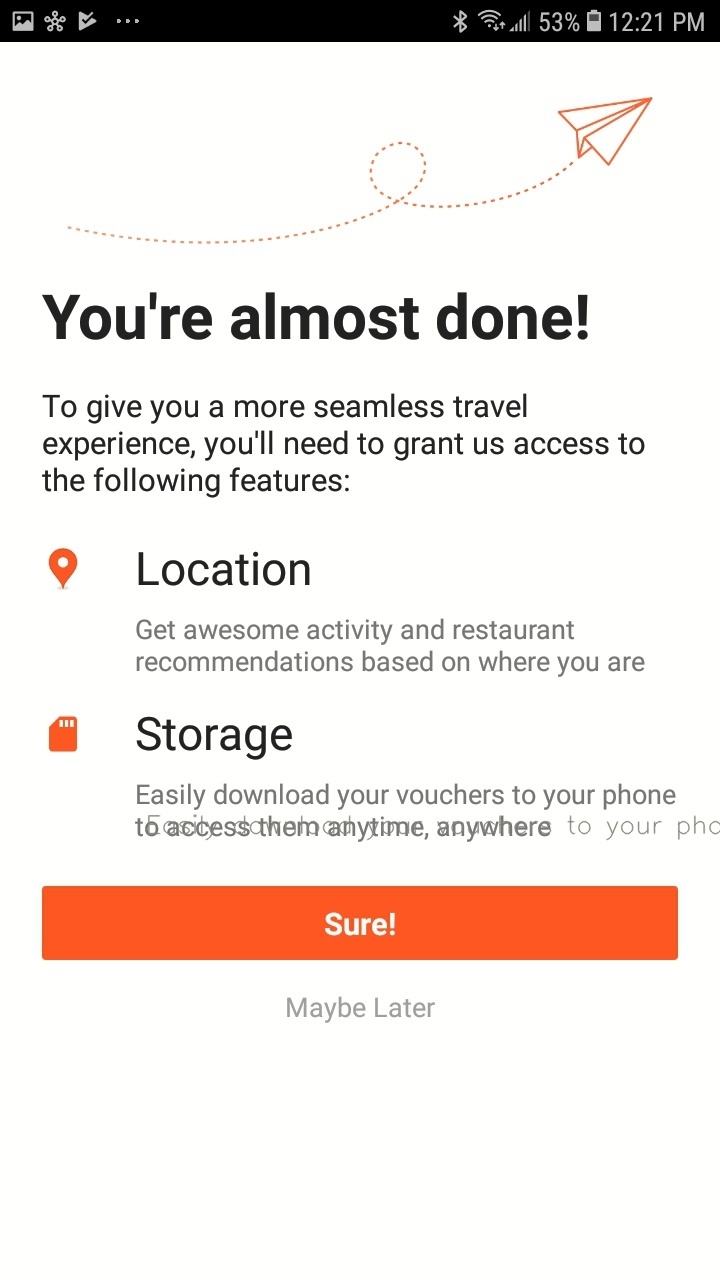 53% 12:21 PM
You're almost done!
To give you a more seamless travel
experience, you'll need to grant us access to
the following features:
Location
Get awesome activity and restaurant
recommendations based on where you are
Storage
Easily download your vouchers to your phone
to access them anytime, anywhere
Easily download your vouchers to your pho
Sure!
Maybe Later